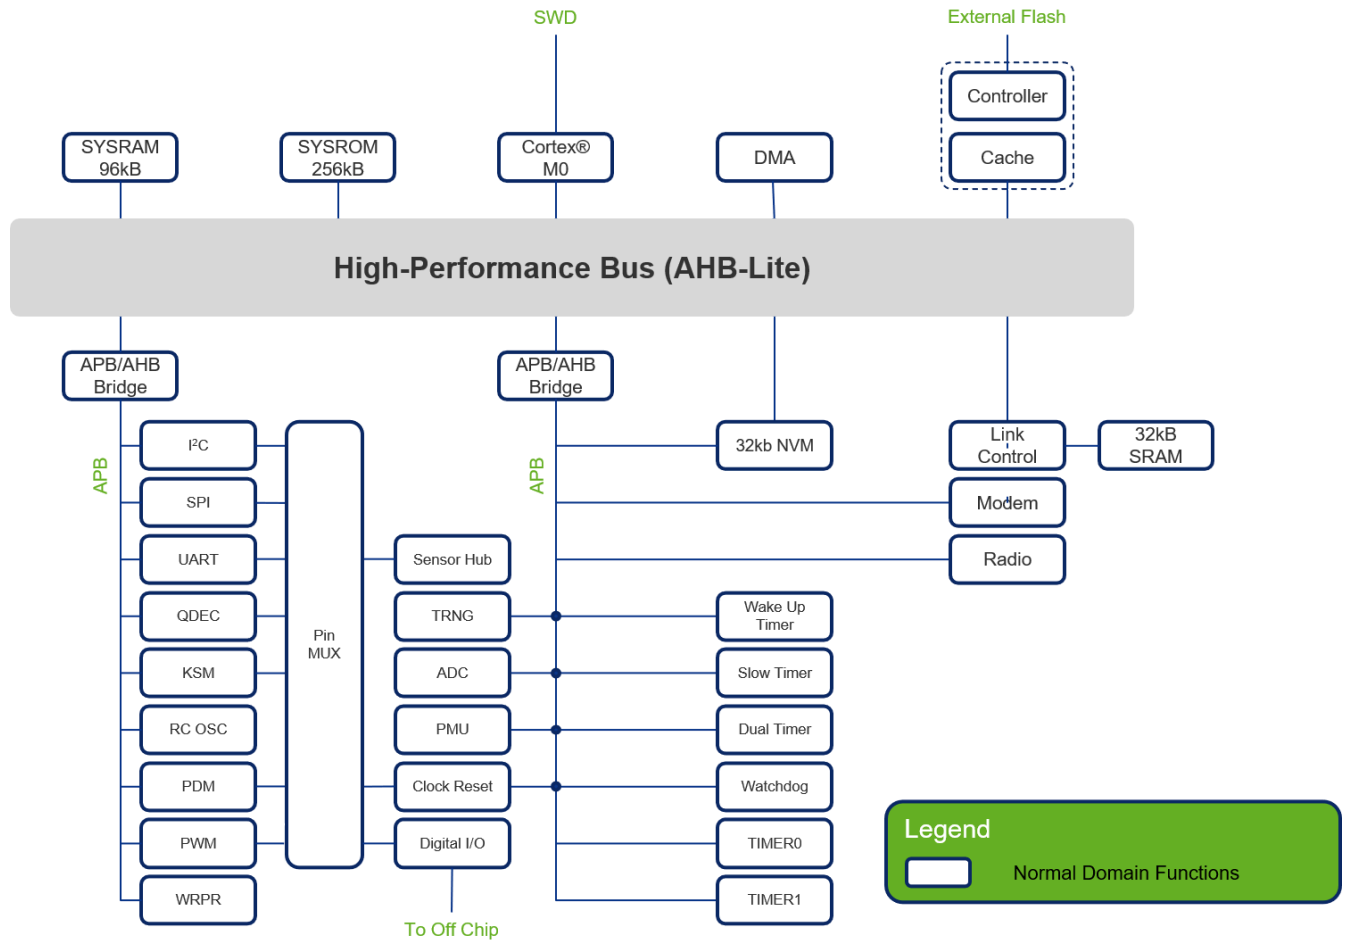 SWD
External Flash
Controller
SYSRAM
96kB
SYSROM
256kB
Cortex®
M0
DMA
Cache
High-Performance Bus (AHB-Lite)
APB/AHB
Bridge
APB/AHB
Bridge
APB
I²C
SPI
UART
QDEC
KSM
RC OSC
PDM
PWM
WRPR
Pin
MUX
Sensor Hub
TRNG
ADC
PMU
Clock Reset
Digital I/O
To Off Chip
APB
32kb NVM
Wake Up
Timer
Slow Timer
Dual Timer
Watchdog
TIMER0
TIMER1
Link
Control
32kB
SRAM
Modem
Radio
Legend
Normal Domain Functions